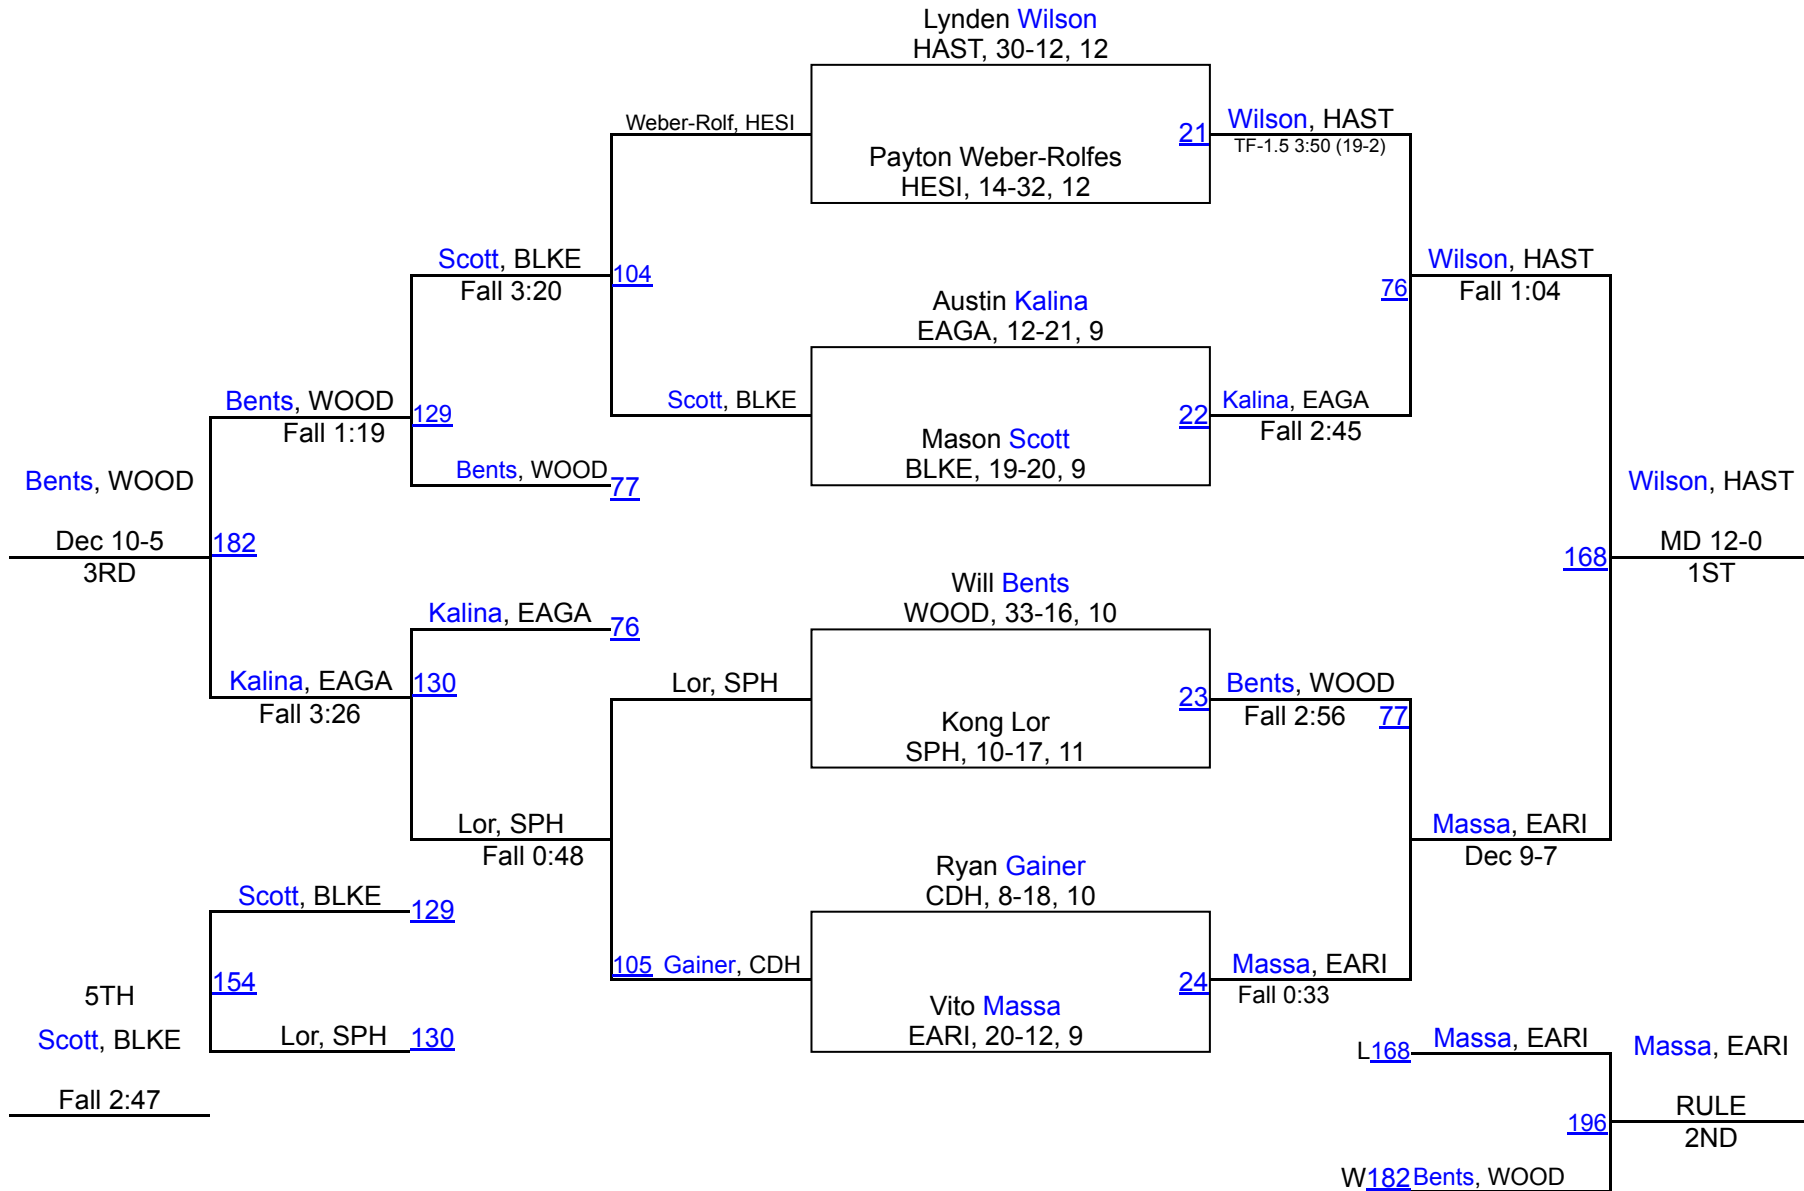 Lynden Wilson
HAST, 30-12, 12
Weber-Rolf, HESI
21
Wilson, HAST
TF-1.5 3:50 (19-2)
Payton Weber-Rolfes
HESI, 14-32, 12
Scott, BLKE
Fall 3:20
104
Wilson, HAST
Fall 1:04
76
Austin Kalina
EAGA, 12-21, 9
Bents, WOOD
Fall 1:19
129
Scott, BLKE
22
Kalina, EAGA
Fall 2:45
Mason Scott
BLKE, 19-20, 9
Bents, WOOD
77
Bents, WOOD
Dec 10-5
3RD
182
Wilson, HAST
168
MD 12-0
1ST
Will Bents
WOOD, 33-16, 10
Kalina, EAGA
76
Kalina, EAGA
Fall 3:26
130
Lor, SPH
23
Bents, WOOD
Fall 2:56
77
Kong Lor
SPH, 10-17, 11
Lor, SPH
Fall 0:48
Massa, EARI
Dec 9-7
Ryan Gainer
CDH, 8-18, 10
Scott, BLKE
129
105
Gainer, CDH
24
Massa, EARI
Fall 0:33
Vito Massa
EARI, 20-12, 9
154
5TH
Scott, BLKE
Lor, SPH
130
Fall 2:47
L168
Massa, EARI
Massa, EARI
196
RULE
2ND
W182
Bents, WOOD